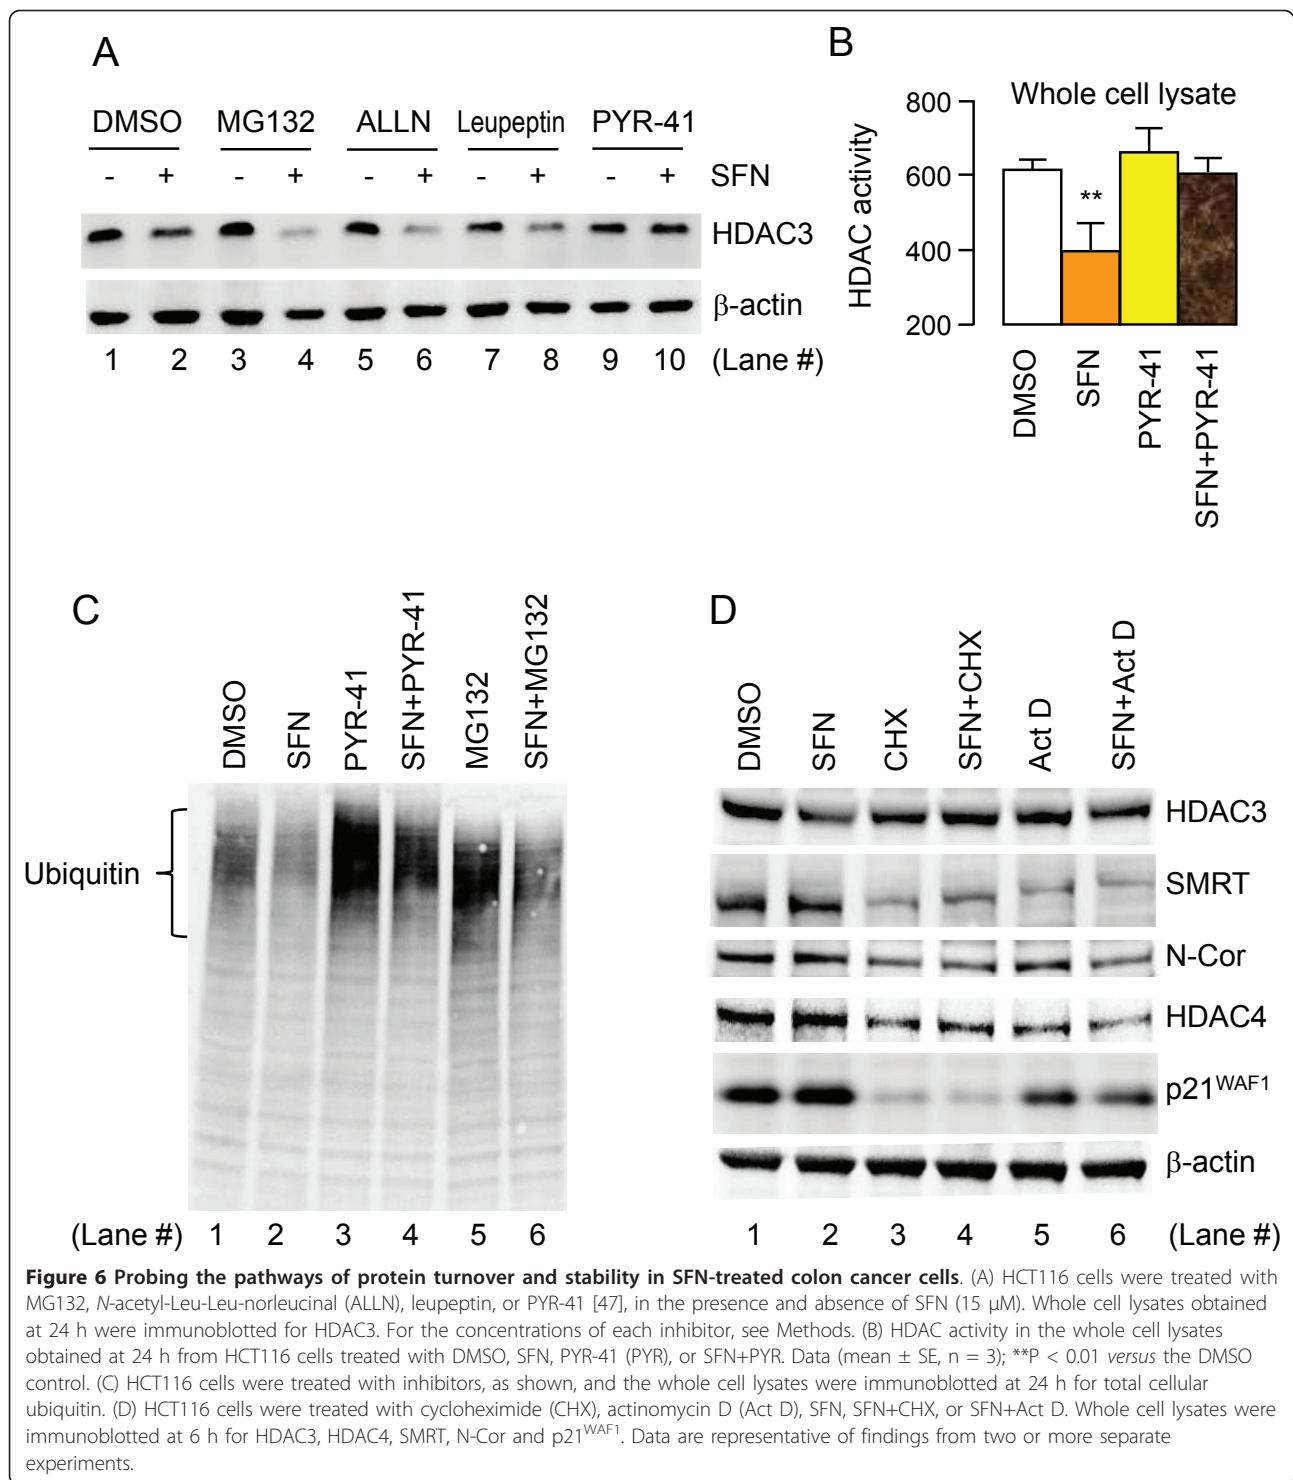 A
DMSO MG132 ALLN Leupeptin PYR-41
- + - + - + - + - + SFN
HDAC3
β-actin
1 2 3 4 5 6 7 8 9 10 (Lane #)
B
Whole cell lysate
HDAC activity
800
600
400
200
**
DMSO
SFN
PYR-41
SFN+PYR-41
C
DMSO
SFN
PYR-41
SFN+PYR-41
MG132
SFN+MG132
Ubiquitin
(Lane #) 1 2 3 4 5 6
D
DMSO
SFN
CHX
SFN+CHX
Act D
SFN+Act D
HDAC3
SMRT
N-Cor
HDAC4
p21WAF1
β-actin
1 2 3 4 5 6 (Lane #)
Figure 6 Probing the pathways of protein turnover and stability in SFN-treated colon cancer cells. (A) HCT116 cells were treated with
MG132, N-acetyl-Leu-Leu-norleucinal (ALLN), leupeptin, or PYR-41 [47], in the presence and absence of SFN (15 μM). Whole cell lysates obtained
at 24 h were immunoblotted for HDAC3. For the concentrations of each inhibitor, see Methods. (B) HDAC activity in the whole cell lysates
obtained at 24 h from HCT116 cells treated with DMSO, SFN, PYR-41 (PYR), or SFN+PYR. Data (mean ± SE, n = 3); **P < 0.01 versus the DMSO
control. (C) HCT116 cells were treated with inhibitors, as shown, and the whole cell lysates were immunoblotted at 24 h for total cellular
ubiquitin. (D) HCT116 cells were treated with cycloheximide (CHX), actinomycin D (Act D), SFN, SFN+CHX, or SFN+Act D. Whole cell lysates were
immunoblotted at 6 h for HDAC3, HDAC4, SMRT, N-Cor and p21WAF1. Data are representative of findings from two or more separate
experiments.